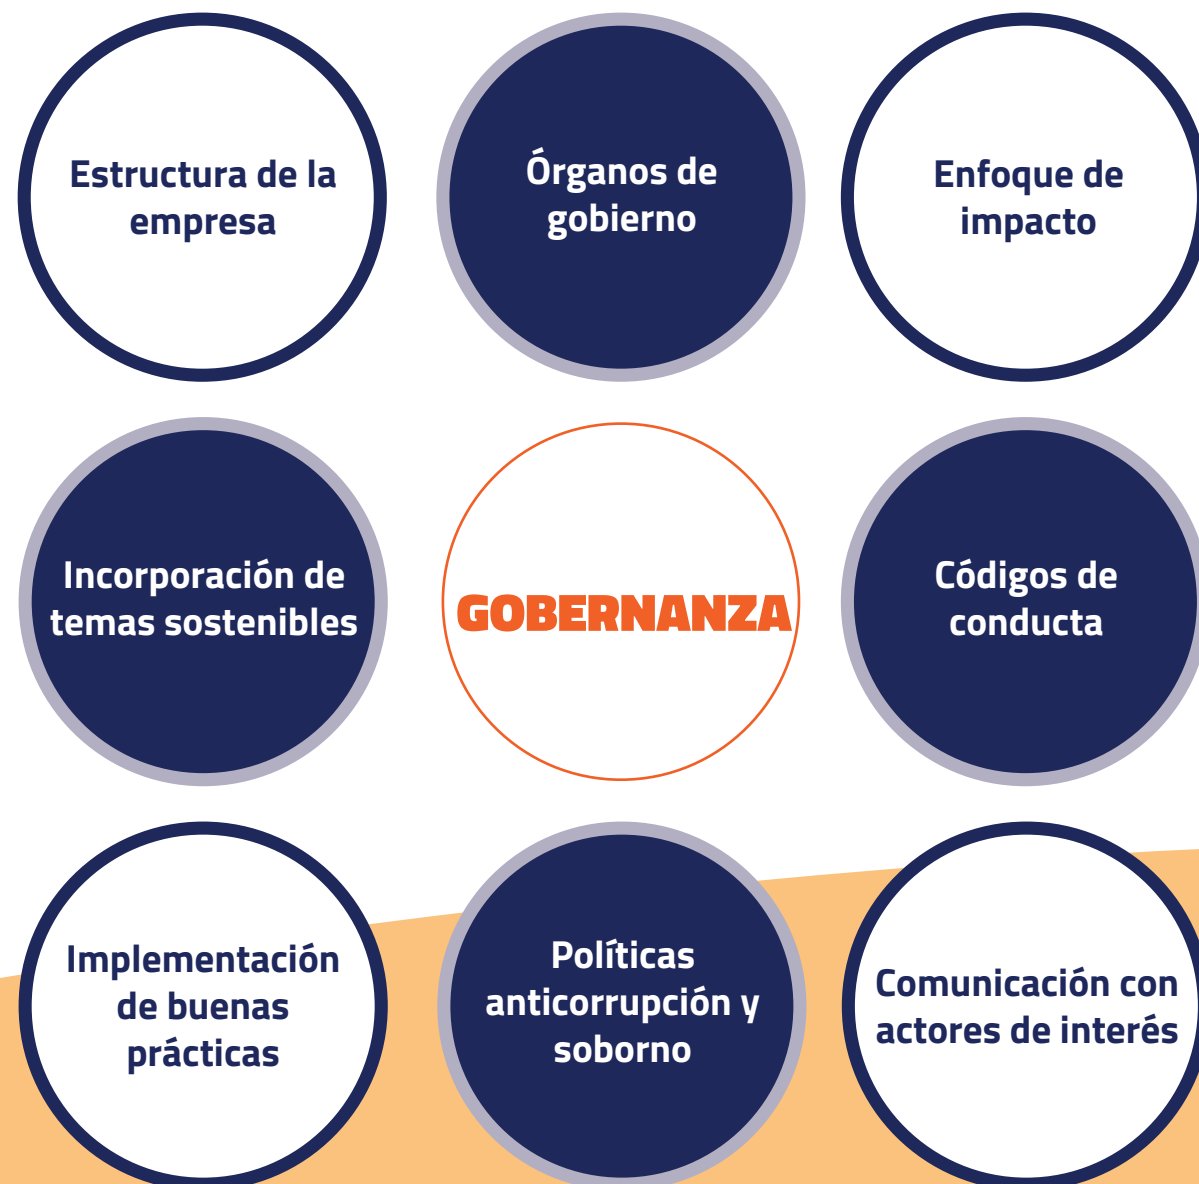 Estructura de la
empresa
Órganos de
gobierno
Enfoque de
impacto
Incorporación de
temas sostenibles
GOBERNANZA
Códigos de
conducta
Implementación
de buenas
prácticas
Políticas
anticorrupción y
soborno
Comunicación con
actores de interés